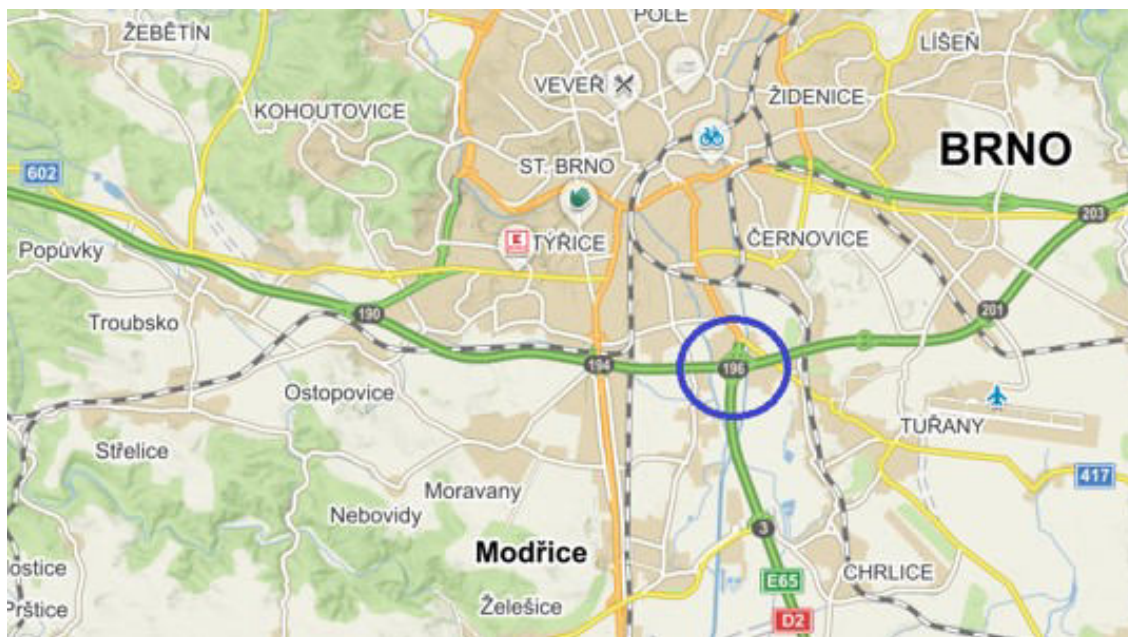 POLE
ŽEBĚTÍN
LÍŠEŇ
VEVEŘ
ŽIDENICE
KOHOUTOVICE
BRNO
602
ST. BRNO
203
TÝŘICE
ČERNOVICE
Popůvky
190
201
Troubsko
194
196
Ostopovice
TUŘANY
Střelice
417
Moravany
Nebovidy
3
Modřice
ostice
CHRLICE
E65
Prštice
Želešice
D2